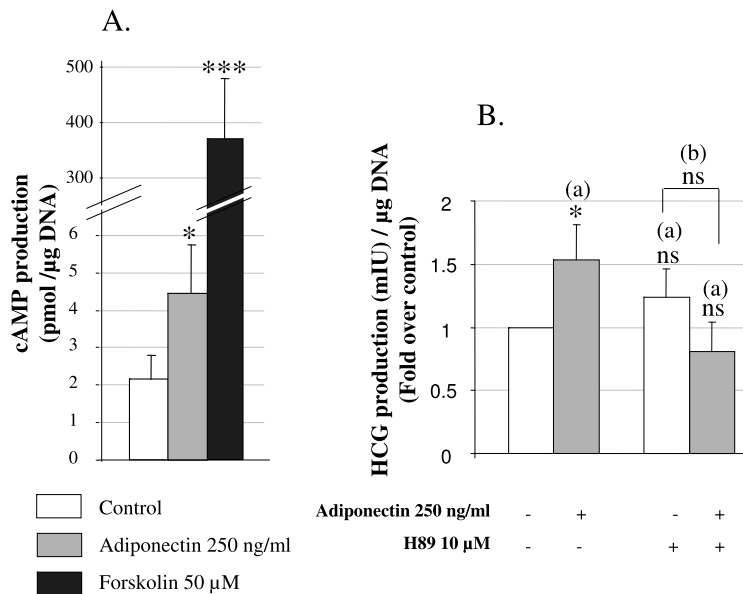 A.
cAMP production
(pmol /µg DNA)
500
400
300
6
5
4
3
2
1
0
*
***
Control
Adiponectin 250 ng/ml
Forskolin 50 µM
B.
HCG production (mIU) / µg DNA
(Fold over control)
2
1.5
1
0.5
0
(a)
*
(a)
ns
(b)
ns
(a)
ns
Adiponectin 250 ng/ml - + - +
H89 10 µM - - + +